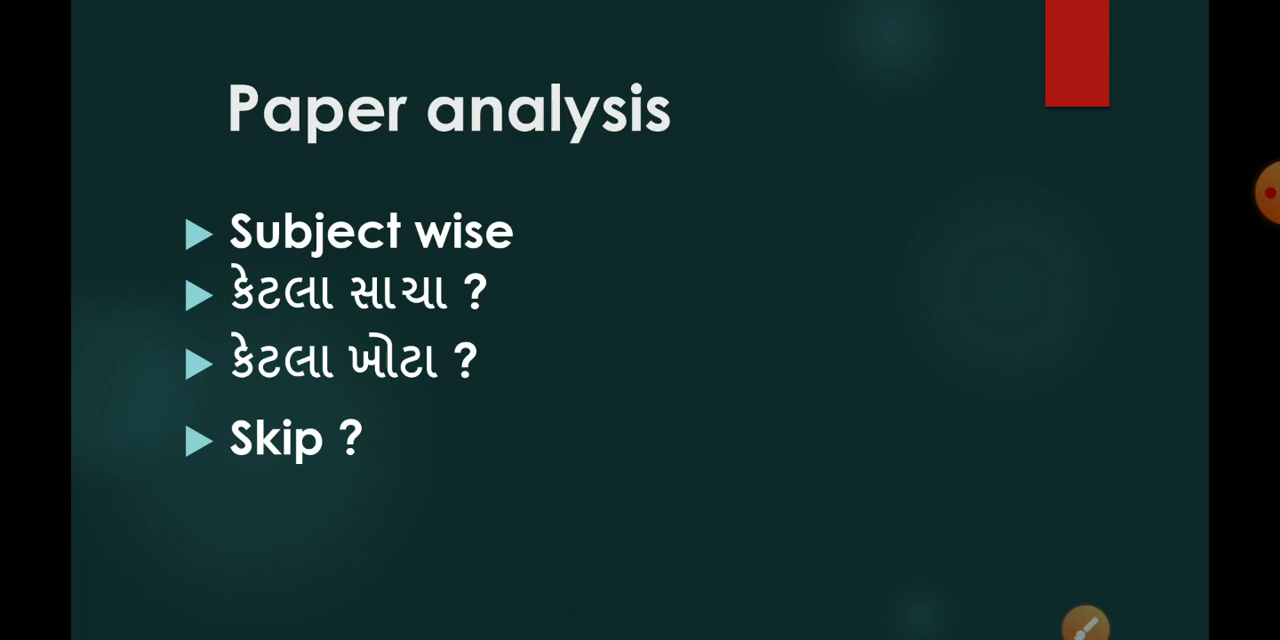 Paper analysis
Subject wise
કેટલા સાચા ?
કેટલા ખોટા ?
Skip ?